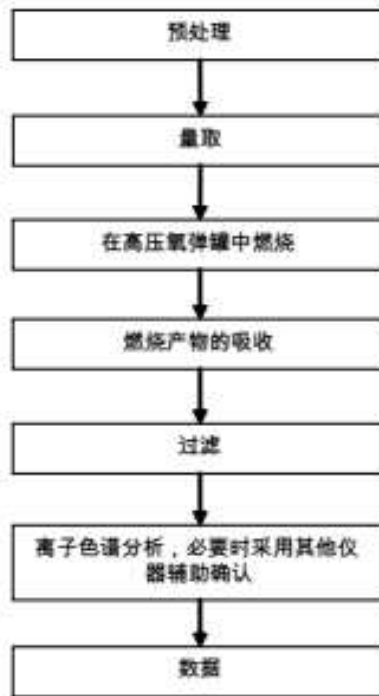 预处理
量取
在高压氧弹罐中燃烧
燃烧产物的吸收
过滤
离子色谱分析，必要时采用其他仪
器辅助确认
数据